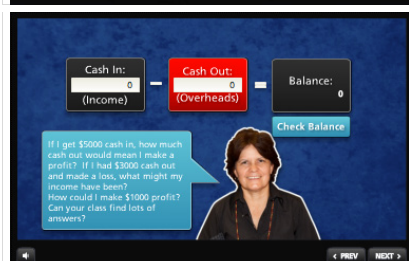 Cash In:
0
(Income)
Cash Out:
0
(Overheads)
Balance:
0
Check Balance
If I get $5000 cash in, how much
cash out would mean I make a
profit? If I had $3000 cash out
and made a loss, what might my
income have been?
How could I make $1000 profit?
Can your class find lots of
answers?
< PREV
NEXT >